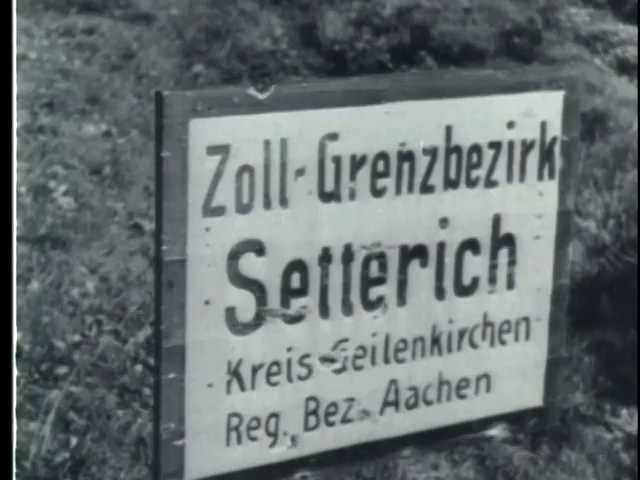 Zoll-Grenzbezirk
Setterich
Kreis-Geilenkirchen
Reg. Bez. Aachen